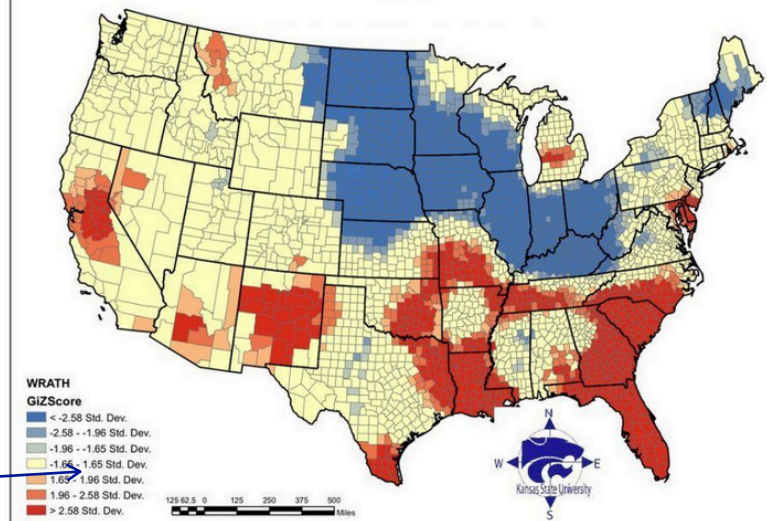 WRATH
GiZScore
< -2.58 Std. Dev.
-2.58 - -1.96 Std. Dev.
-1.96 - -1.65 Std. Dev.
-1.65 - 1.65 Std. Dev.
1.65 - 1.96 Std. Dev.
1.96 - 2.58 Std. Dev.
> 2.58 Std. Dev.
125 62.5 0 125 250 375 500
Miles
N
W E
Kansas State University
S